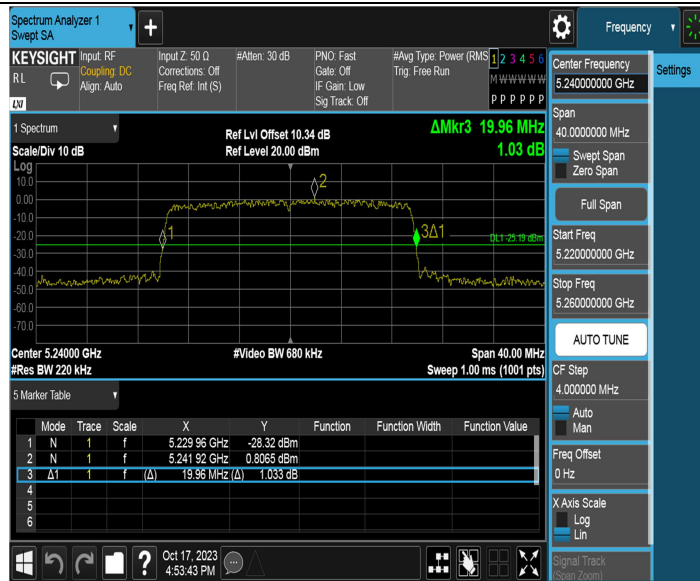 Spectrum Analyzer 1
Swept SA
Frequency
KEYSIGHT
RL
LXI
Input: RF
Coupling: DC
Align: Auto
Input Z: 50 Ω
Corrections: Off
Freq Ref: Int (S)
#Atten: 30 dB
PNO: Fast
Gate: Off
IF Gain: Low
Sig Track: Off
#Avg Type: Power (RMS
Trig: Free Run
1 2 3 4 5 6
M W W W W W
P P P P P P
1 Spectrum
Scale/Div 10 dB
Ref Lvl Offset 10.34 dB
Ref Level 20.00 dBm
ΔMkr3 19.96 MHz
1.03 dB
Log
10.0
0.00
-10.0
-20.0
-30.0
-40.0
-50.0
-60.0
-70.0
1
2
3Δ1
DL1 -25.19 dBm
Center 5.24000 GHz
#Video BW 680 kHz
Span 40.00 MHz
#Res BW 220 kHz
Sweep 1.00 ms (1001 pts)
5 Marker Table
Mode Trace Scale X Y Function Function Width Function Value
1 N 1 f 5.229 96 GHz -28.32 dBm
2 N 1 f 5.241 92 GHz 0.8065 dBm
3 Δ1 1 f (Δ) 19.96 MHz (Δ) 1.033 dB
4
5
6
Oct 17, 2023
4:53:43 PM
Center Frequency
5.240000000 GHz
Settings
Span
40.0000000 MHz
Swept Span
Zero Span
Full Span
Start Freq
5.220000000 GHz
Stop Freq
5.260000000 GHz
AUTO TUNE
CF Step
4.000000 MHz
Auto
Man
Freq Offset
0 Hz
X Axis Scale
Log
Lin
Signal Track
(Span Zoom)